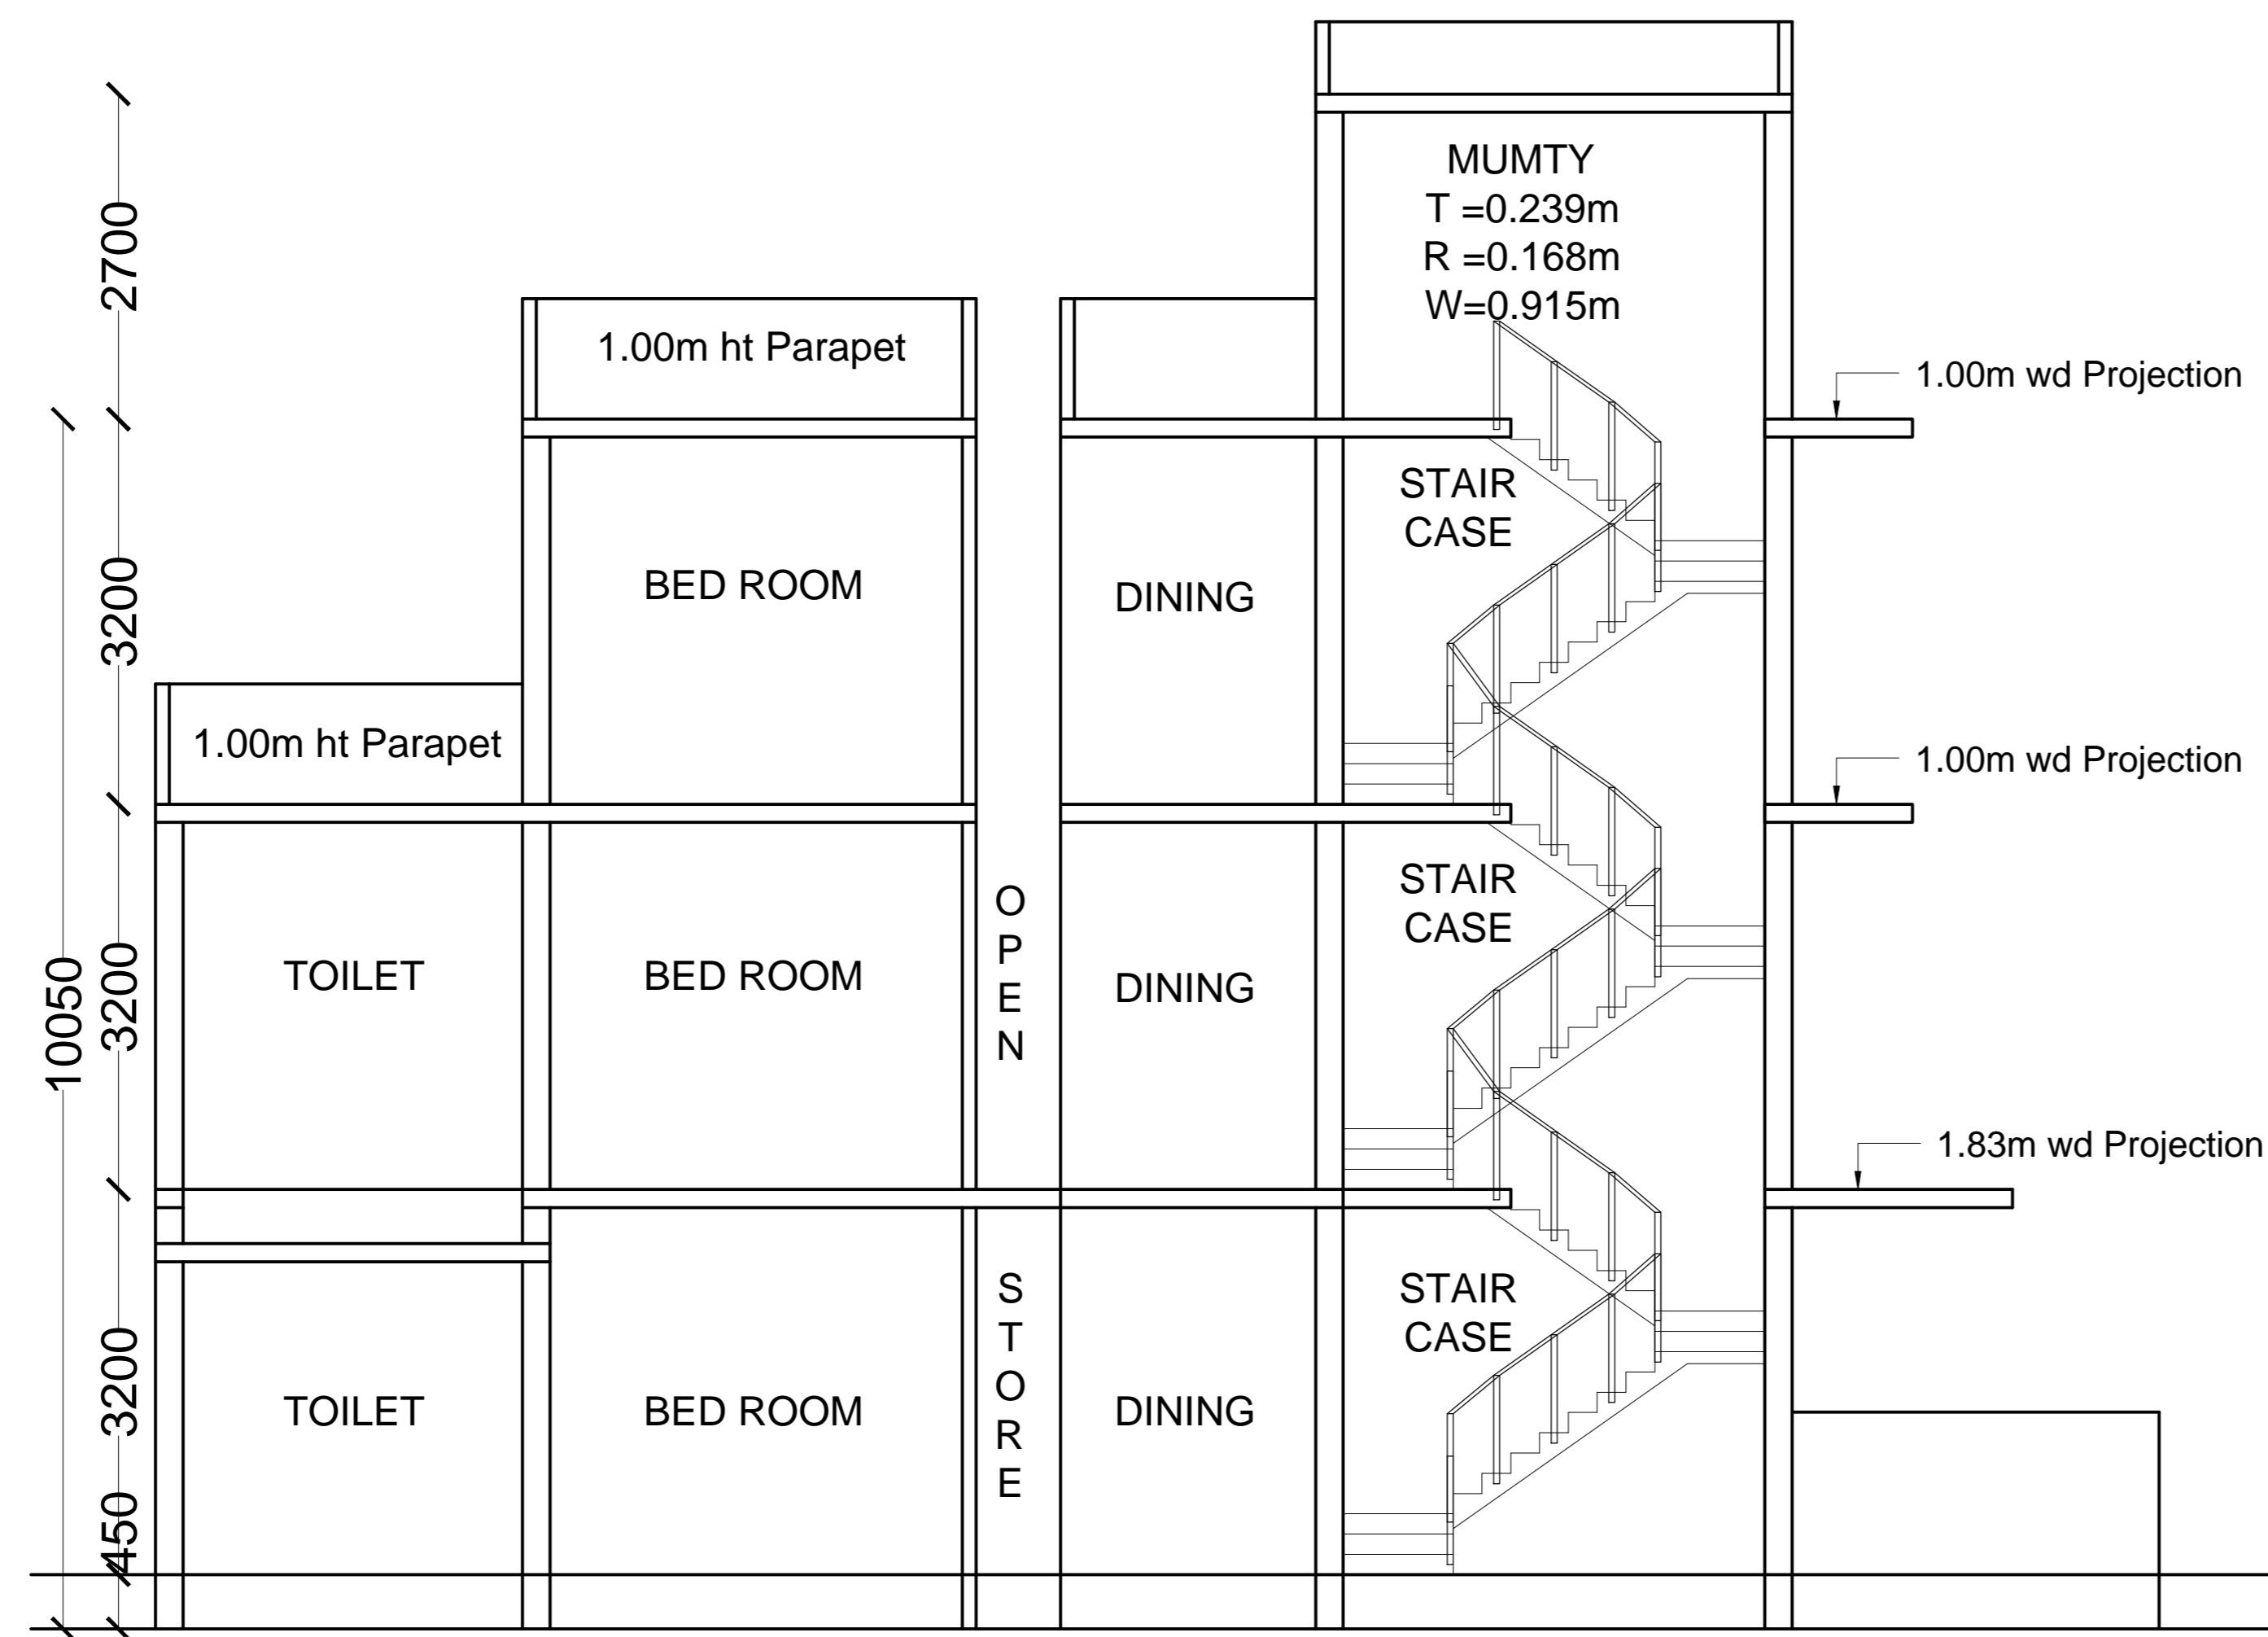 MUMTY
T =0.239m
R =0.168m
W=0.915m
2700
1.00m ht Parapet
1.00m wd Projection
STAIR
CASE
3200
BED ROOM
DINING
1.00m ht Parapet
1.00m wd Projection
STAIR
CASE
O
P
E
N
10050
3200
TOILET
BED ROOM
DINING
1.83m wd Projection
STAIR
CASE
S
T
O
R
E
3200
TOILET
BED ROOM
DINING
450